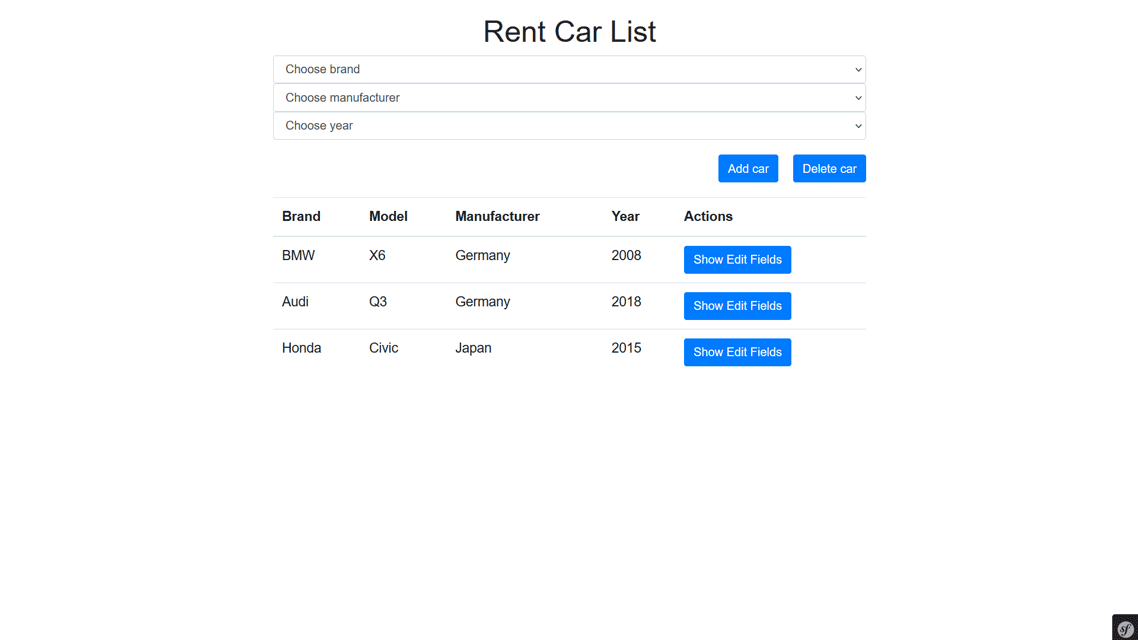 Rent Car List
Choose brand
Choose manufacturer
Choose year
Add car Delete car
Brand Model Manufacturer Year Actions
BMW X6 Germany 2008 Show Edit Fields
Audi Q3 Germany 2018 Show Edit Fields
Honda Civic Japan 2015 Show Edit Fields
sf